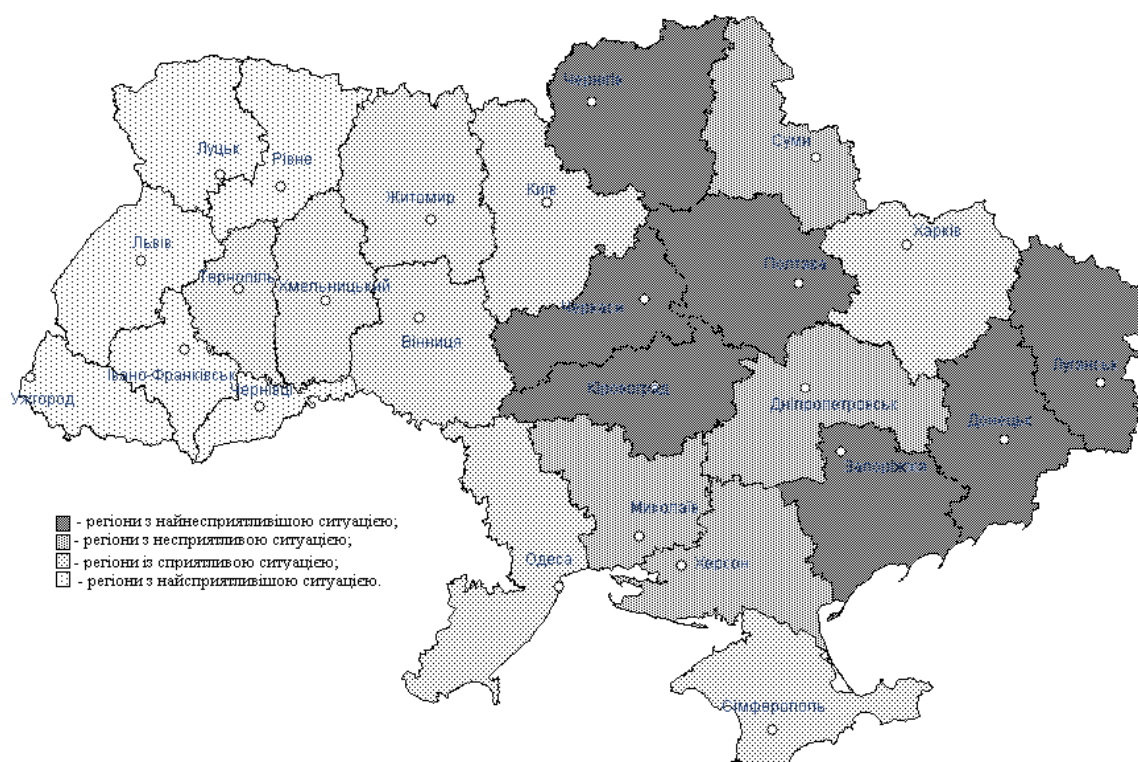 Чернігів
Суми
Луцьк
Рівне
Київ
Житомир
Харків
Львів
Полтава
Тернопіль
Хмельницький
Черкаси
Вінниця
Луганськ
Івано-Франківськ
Чернівці
Кіровоград
Ужгород
Дніпропетровськ
Донецьк
Запоріжжя
Миколаїн
- регіони з найнесприятливішою ситуацією;
- регіони з несприятливою ситуацією;
- регіони із сприятливою ситуацією;
- регіони з найсприятливішою ситуацією.
Одеса
Херсон
Сімферополь